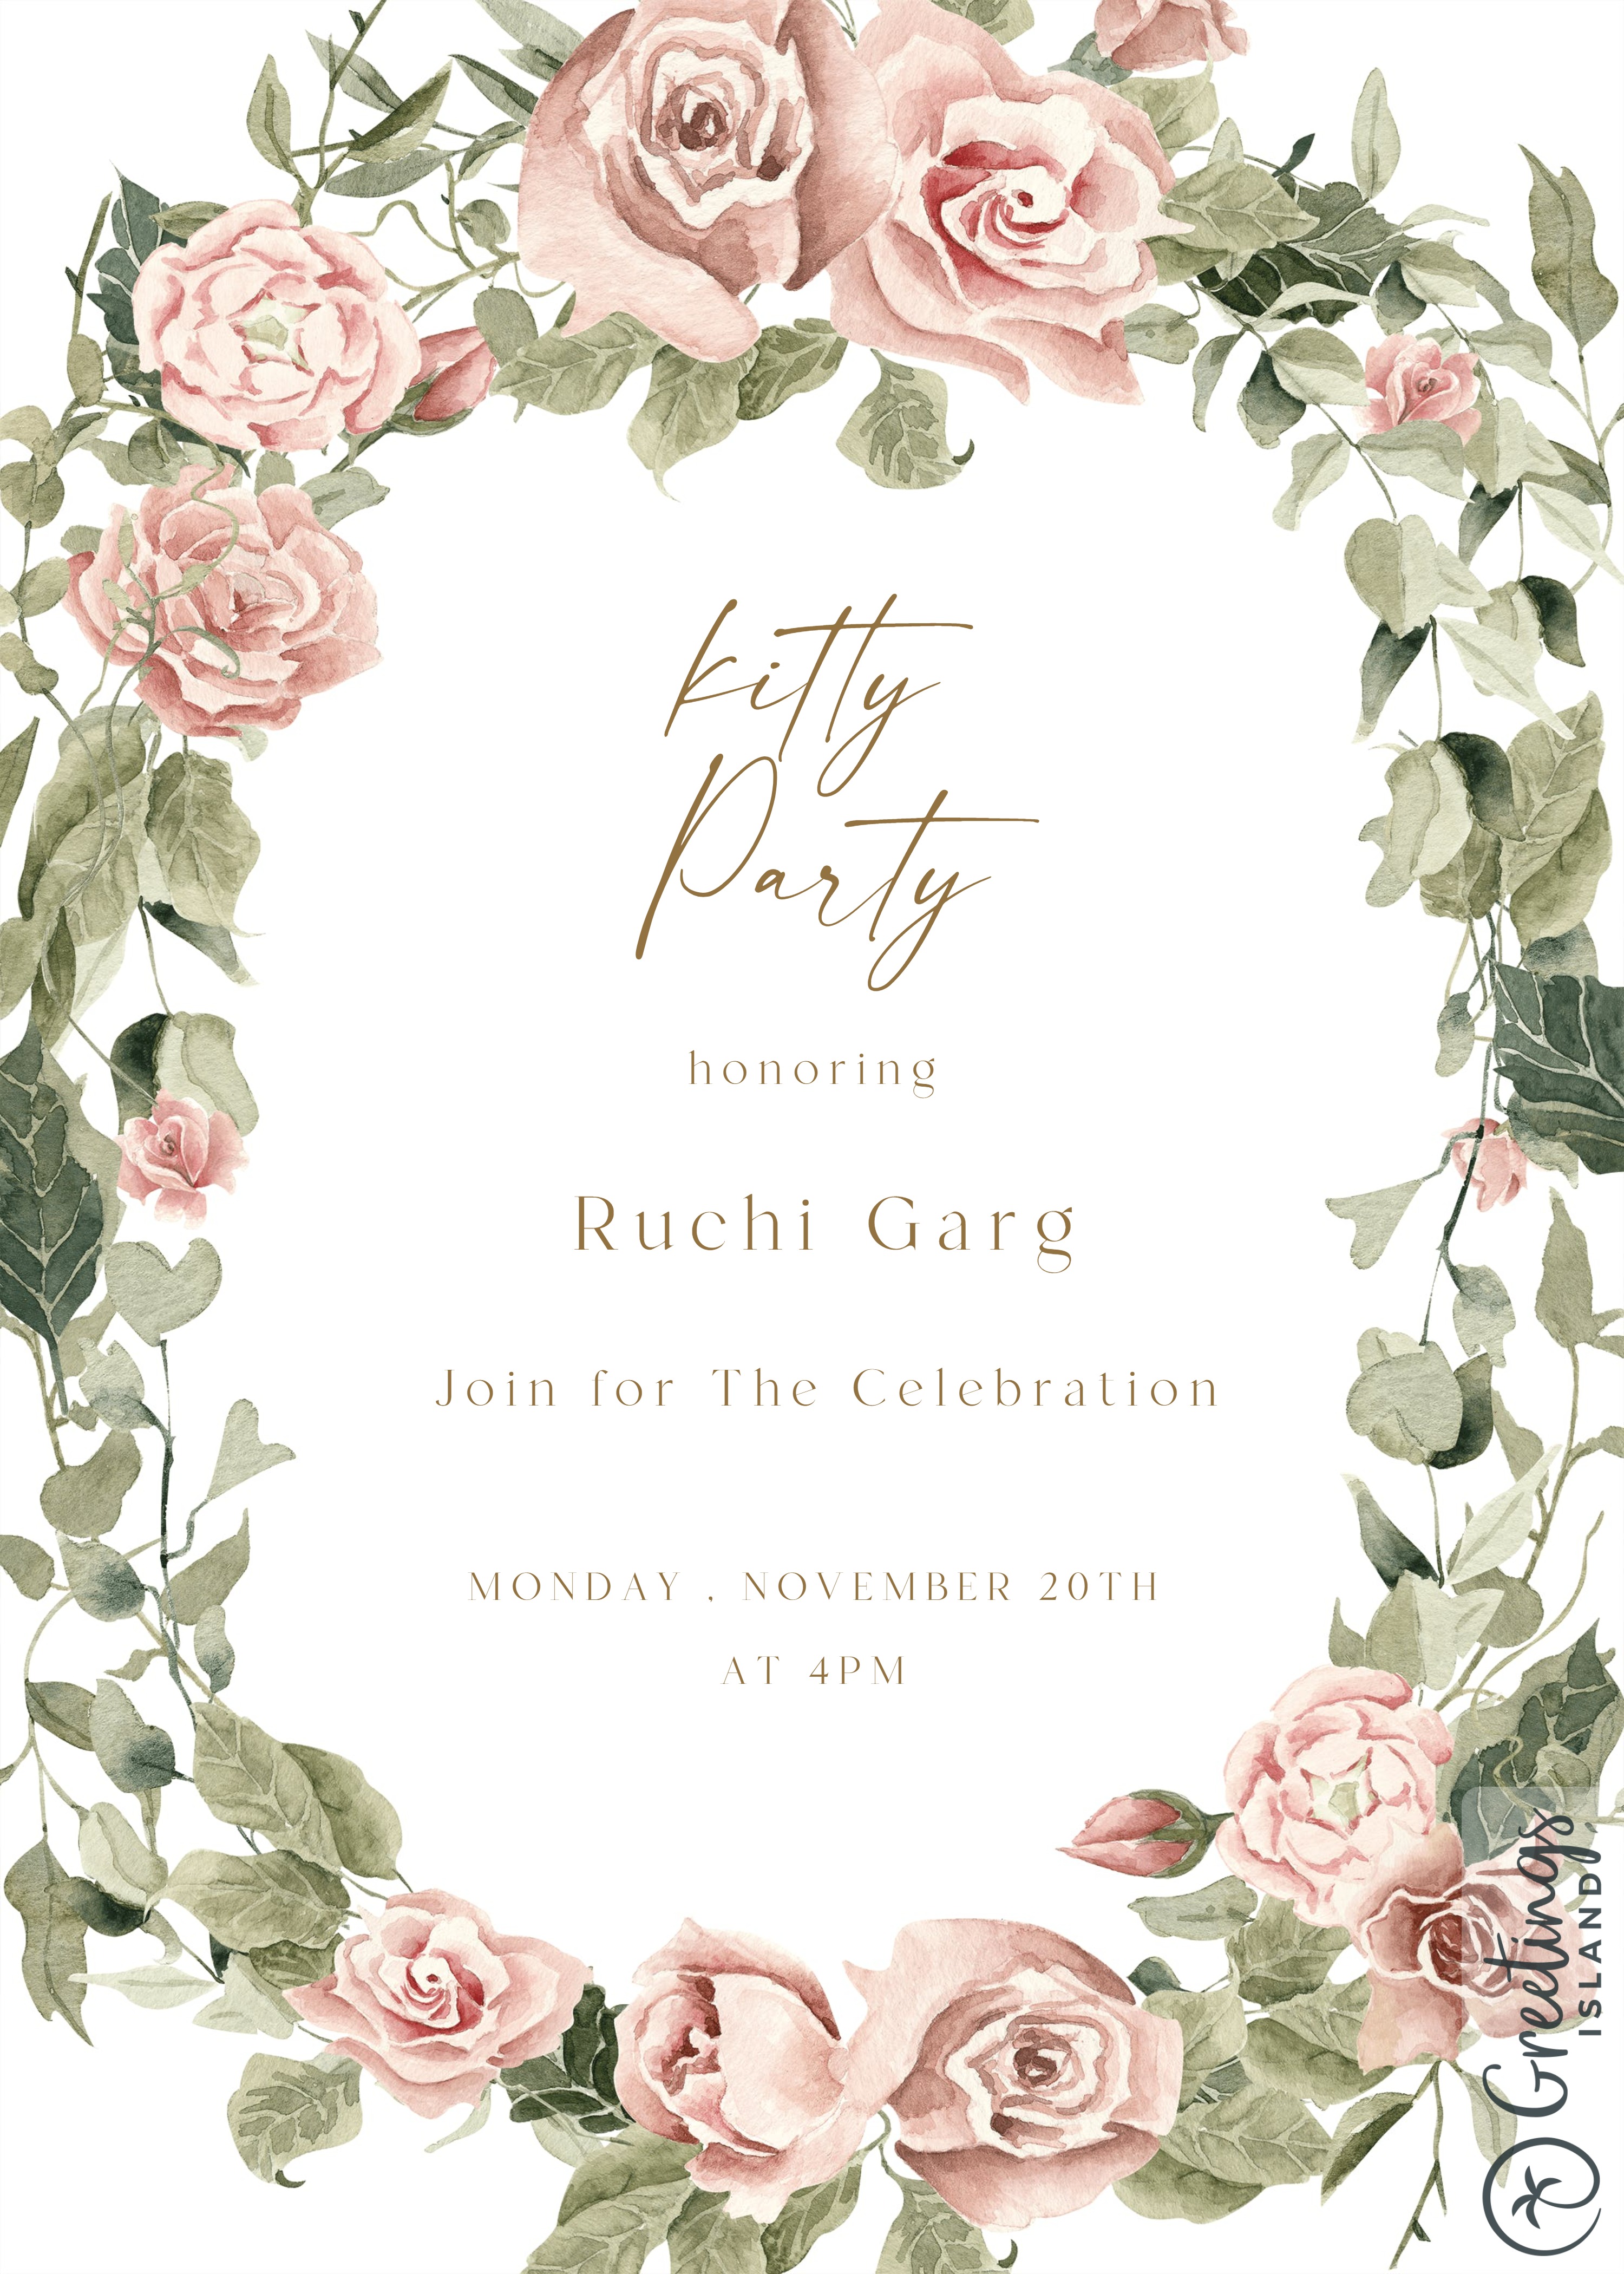 kitty
Party
honoring
Ruchi Garg
Join for The Celebration
MONDAY , NOVEMBER 20TH
AT 4PM
Greetings
ISLAND